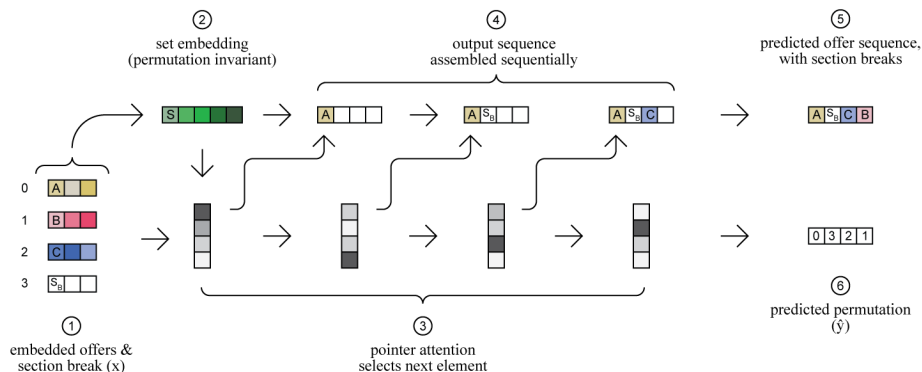 ②
set embedding
(permutation invariant)
④
output sequence
assembled sequentially
⑤
predicted offer sequence,
with section breaks
S
A
A S_B
A S_B C
A S_B C B
0 A
1 B
2 C
3 S_B
0 3 2 1
①
embedded offers &
section break (x)
③
pointer attention
selects next element
⑥
predicted permutation
(ŷ)